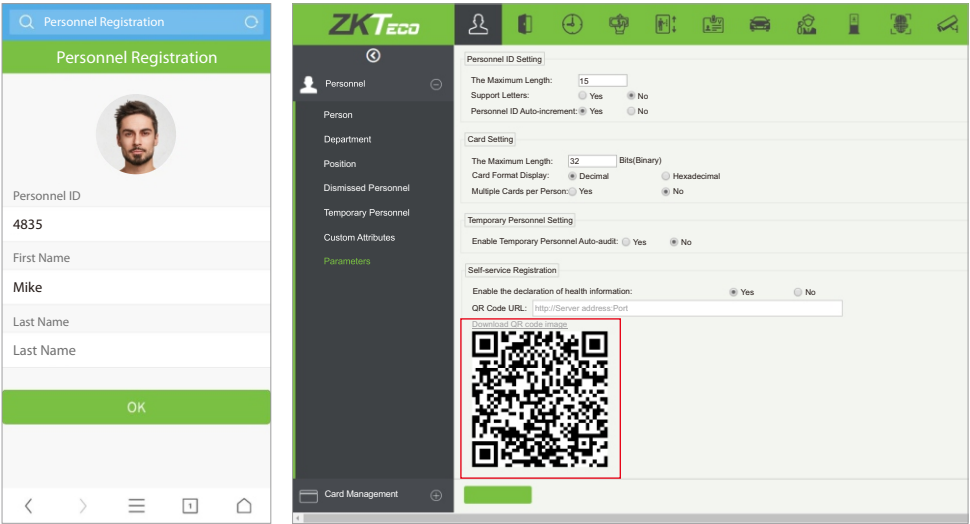 Personnel Registration
Personnel Registration
Personnel ID
4835
First Name
Mike
Last Name
Last Name
OK
1
ZKTECO
Personnel
Person
Department
Position
Dismissed Personnel
Temporary Personnel
Custom Attributes
Parameters
Card Management
Personnel ID Setting
The Maximum Length: 15
Support Letters: Yes No
Personnel ID Auto-increment: Yes No
Card Setting
The Maximum Length: 32 Bits(Binary)
Card Format Display: Decimal Hexadecimal
Multiple Cards per Person: Yes No
Temporary Personnel Setting
Enable Temporary Personnel Auto-audit: Yes No
Self-service Registration
Enable the declaration of health information: Yes No
QR Code URL: http://Server address:Port
Download QR code image